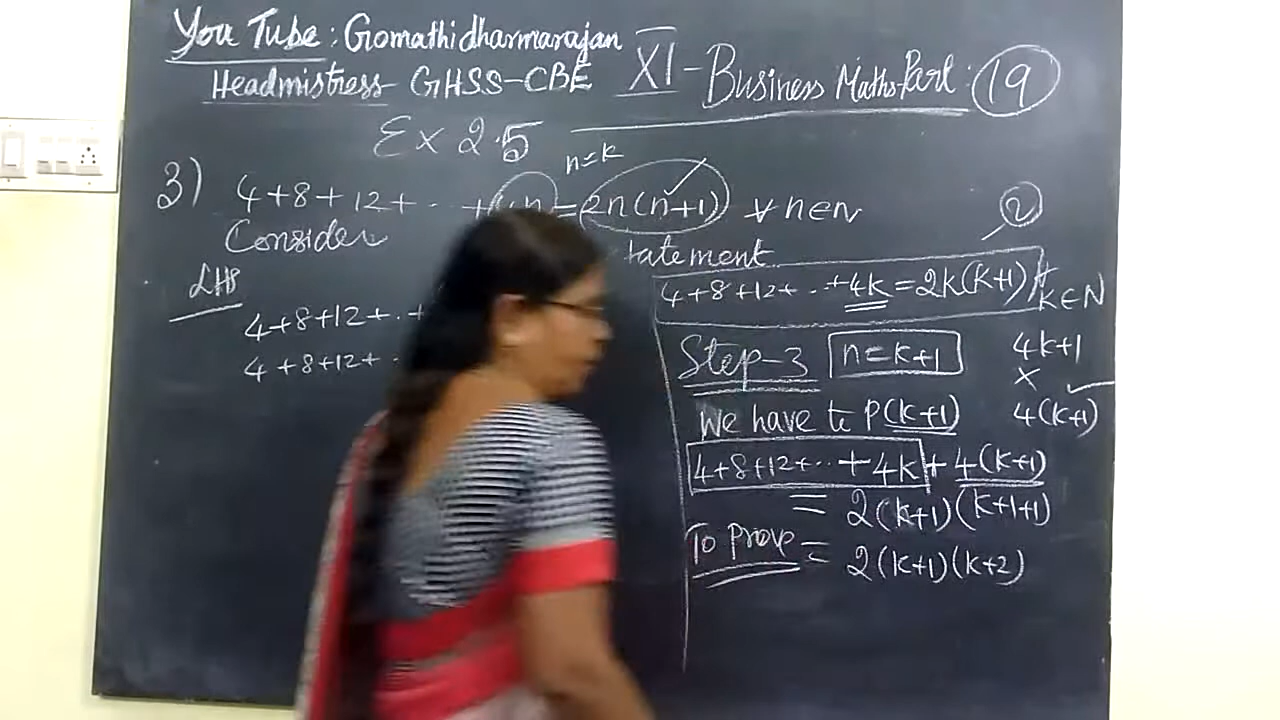 You Tube : Gomathidharmarajan
Headmistress - GHSS-CBE
XI - Business Maths Part : 19
Ex 2.5
n=k
3) 4+8+12+ .. + n = 2n(n+1) ∀ n∈N
Consider tatement
2
4+8+12+ .. +4k = 2k(k+1) ∀ k∈N
LHS
4+8+12+ .. +
4+8+12+ ..
Step-3 n=k+1
4k+1
×
4(k+1) ✓
We have to P(k+1)
4+8+12+ .. +4k + 4(k+1)
= 2(k+1)(k+1+1)
To Prove = 2(k+1)(k+2)